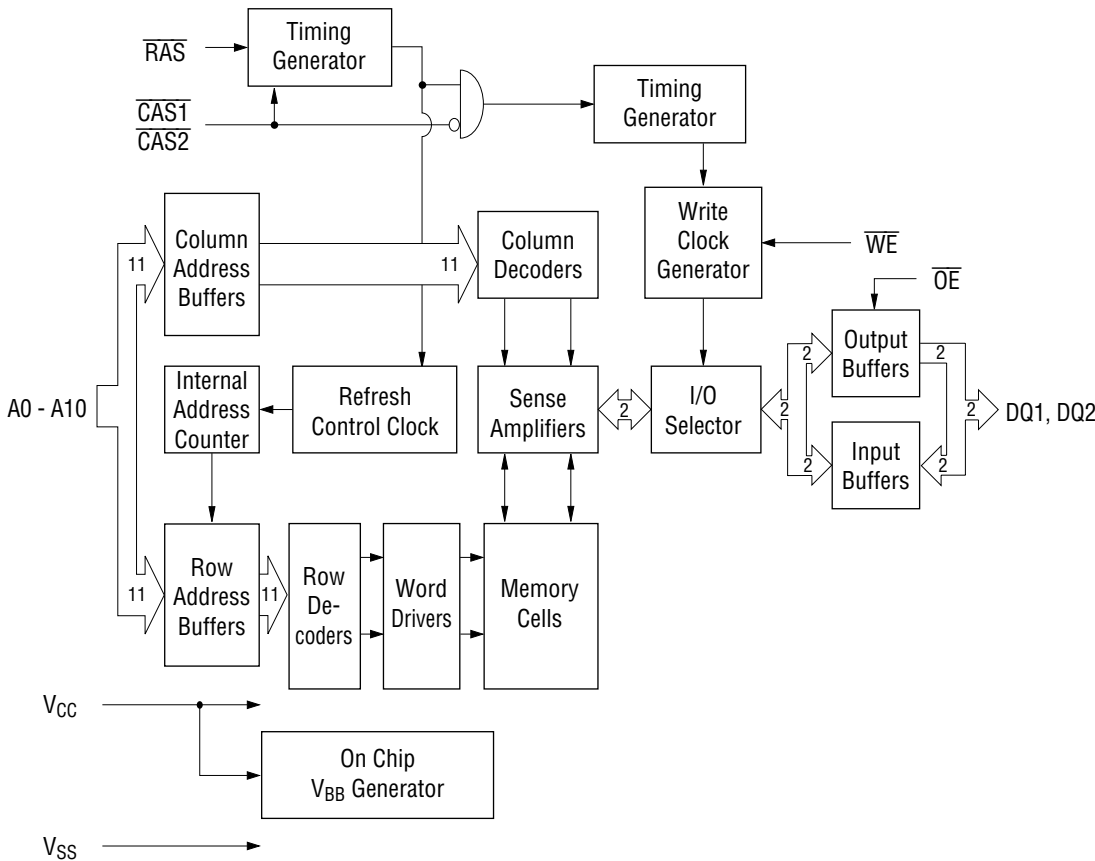 RAS
Timing
Generator
CAS1
CAS2
Timing
Generator
Column
Address
Buffers
11
11
Column
Decoders
Write
Clock
Generator
WE
OE
A0 - A10
Internal
Address
Counter
Refresh
Control Clock
Sense
Amplifiers
2
I/O
Selector
2
2
Output
Buffers
2
2
DQ1, DQ2
2
Input
Buffers
2
11
Row
Address
Buffers
11
Row
De-
coders
Word
Drivers
Memory
Cells
VCC
On Chip
VBB Generator
VSS